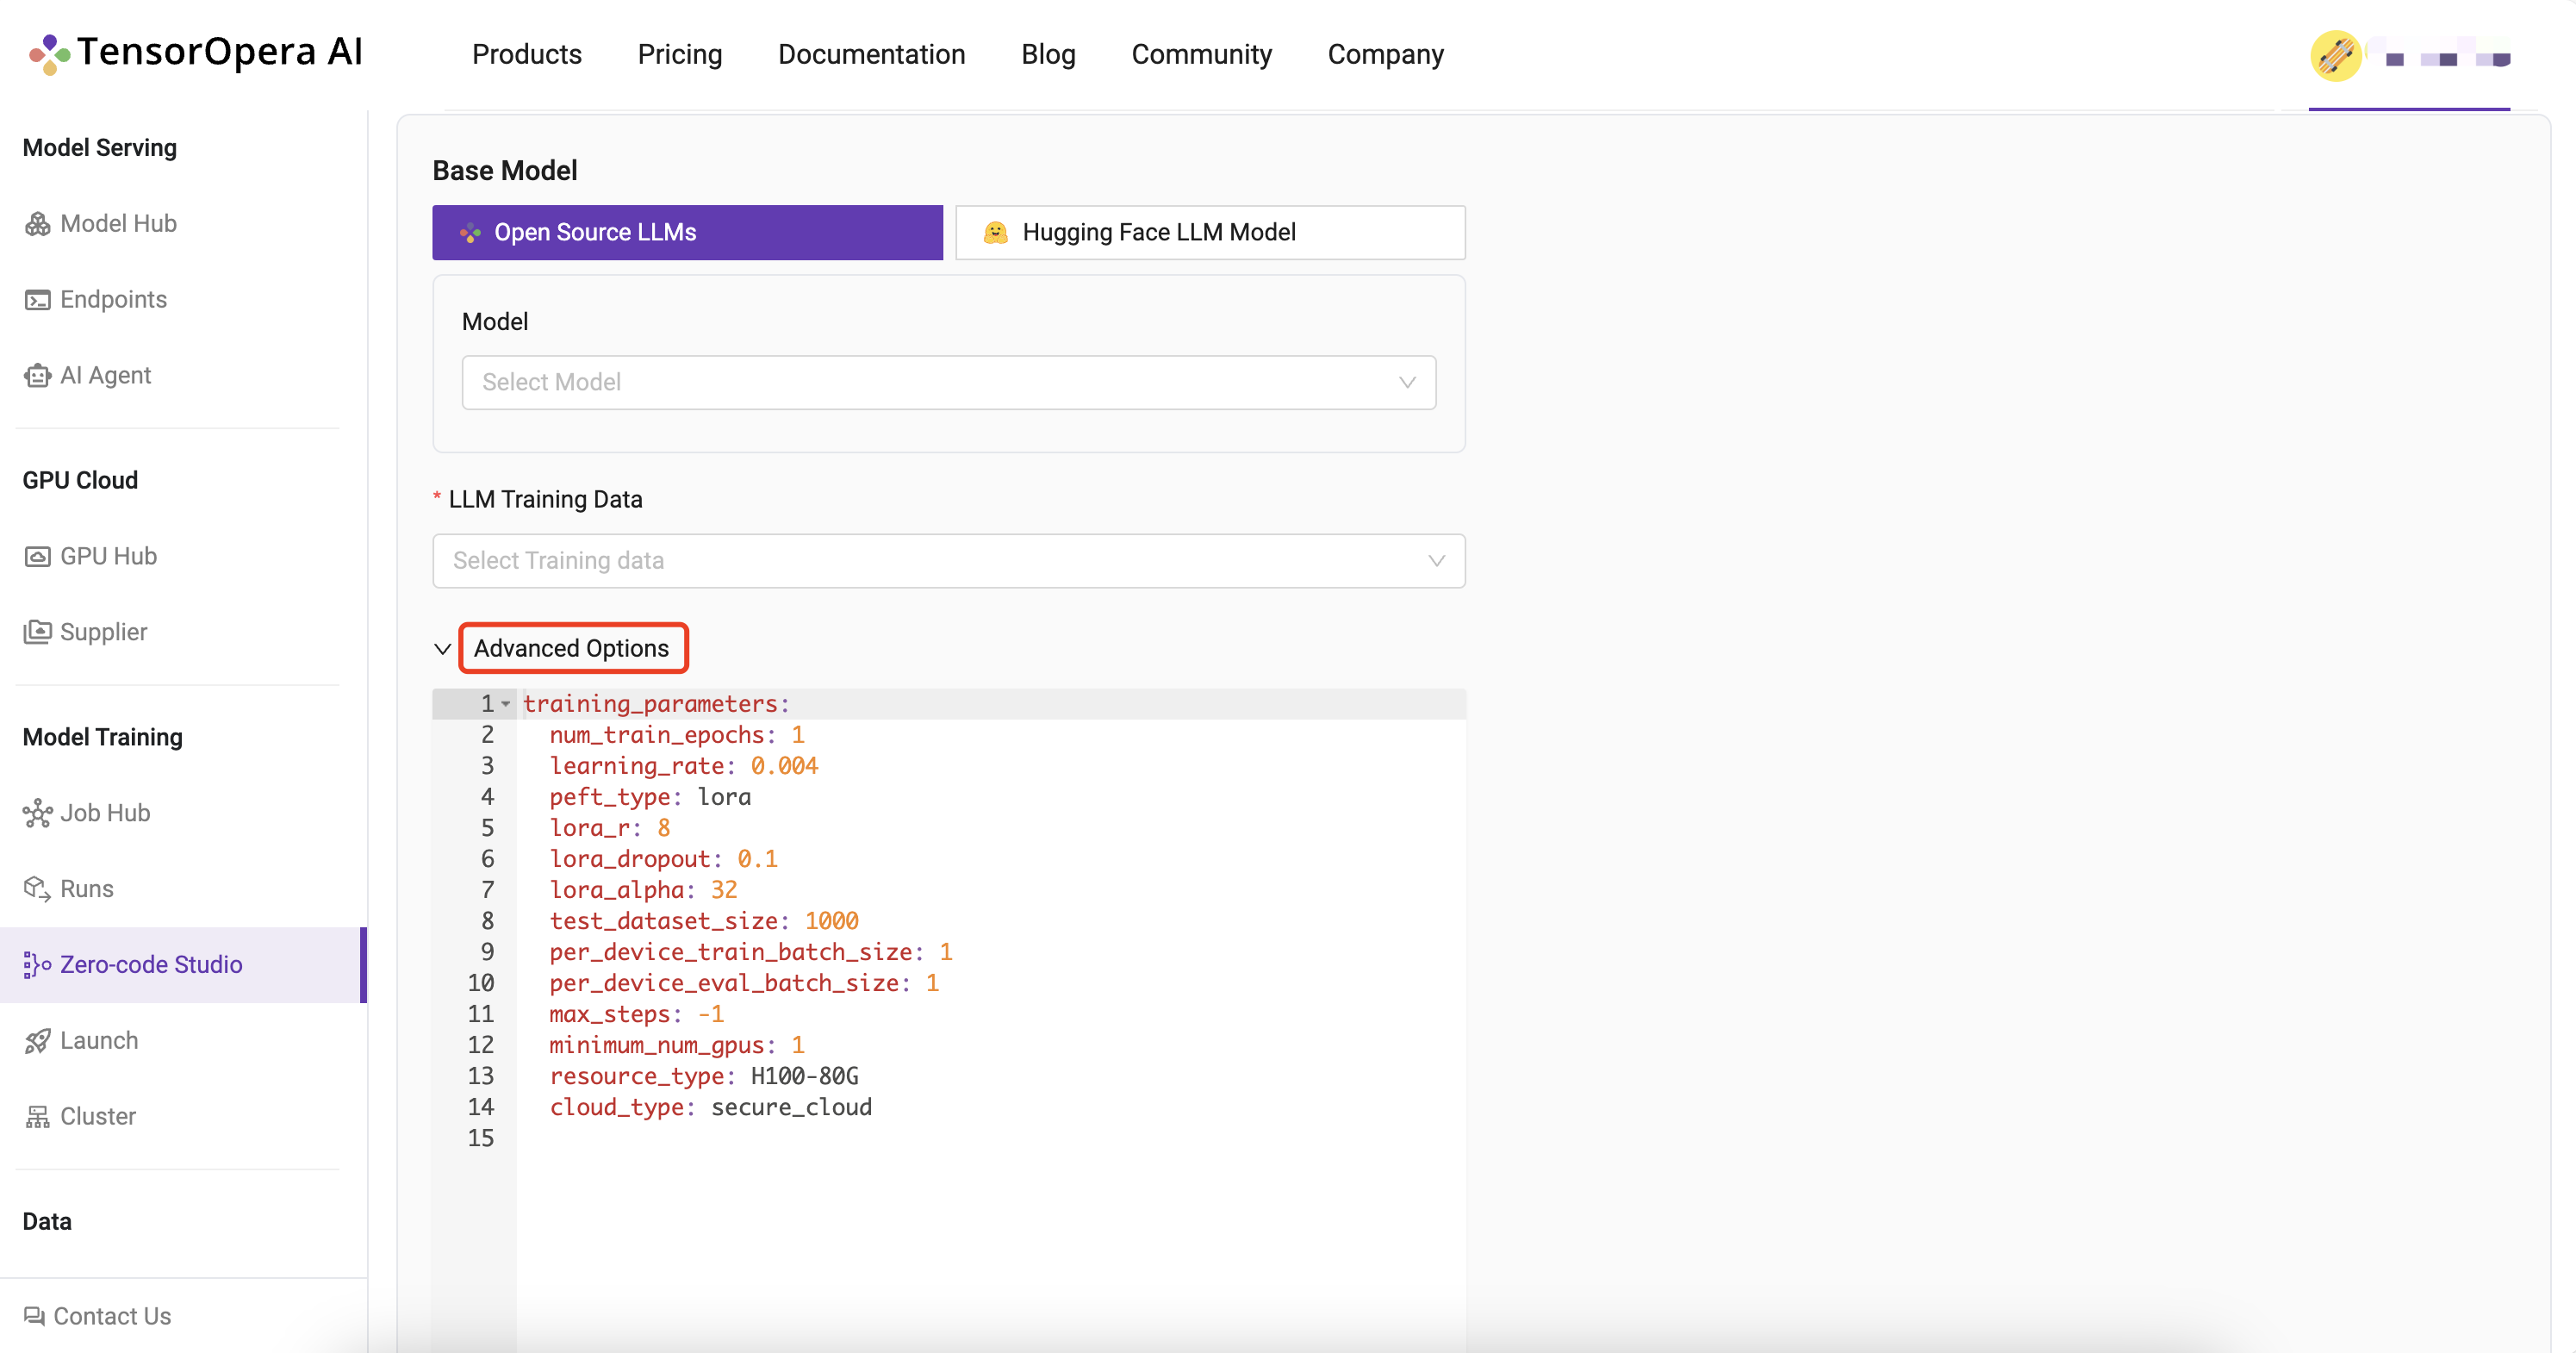 TensorOpera AI
Products Pricing Documentation Blog Community Company
Model Serving
Model Hub
Endpoints
AI Agent
GPU Cloud
GPU Hub
Supplier
Model Training
Job Hub
Runs
Zero-code Studio
Launch
Cluster
Data
Contact Us
Base Model
Open Source LLMs
Hugging Face LLM Model
Model
Select Model
* LLM Training Data
Select Training data
Advanced Options
1 training_parameters:
2 num_train_epochs: 1
3 learning_rate: 0.004
4 peft_type: lora
5 lora_r: 8
6 lora_dropout: 0.1
7 lora_alpha: 32
8 test_dataset_size: 1000
9 per_device_train_batch_size: 1
10 per_device_eval_batch_size: 1
11 max_steps: -1
12 minimum_num_gpus: 1
13 resource_type: H100-80G
14 cloud_type: secure_cloud
15